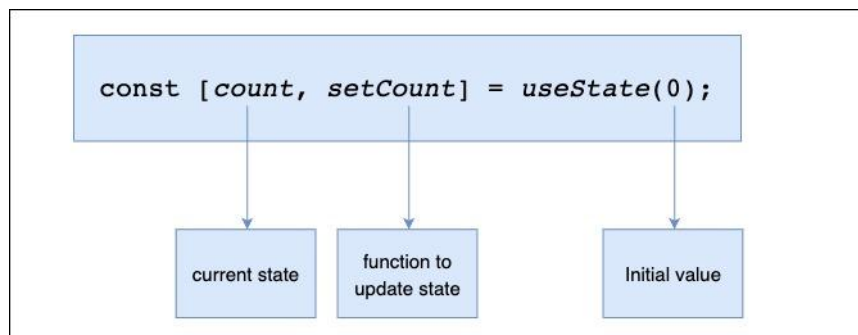 const [count, setCount] = useState(0);
current state
function to
update state
Initial value